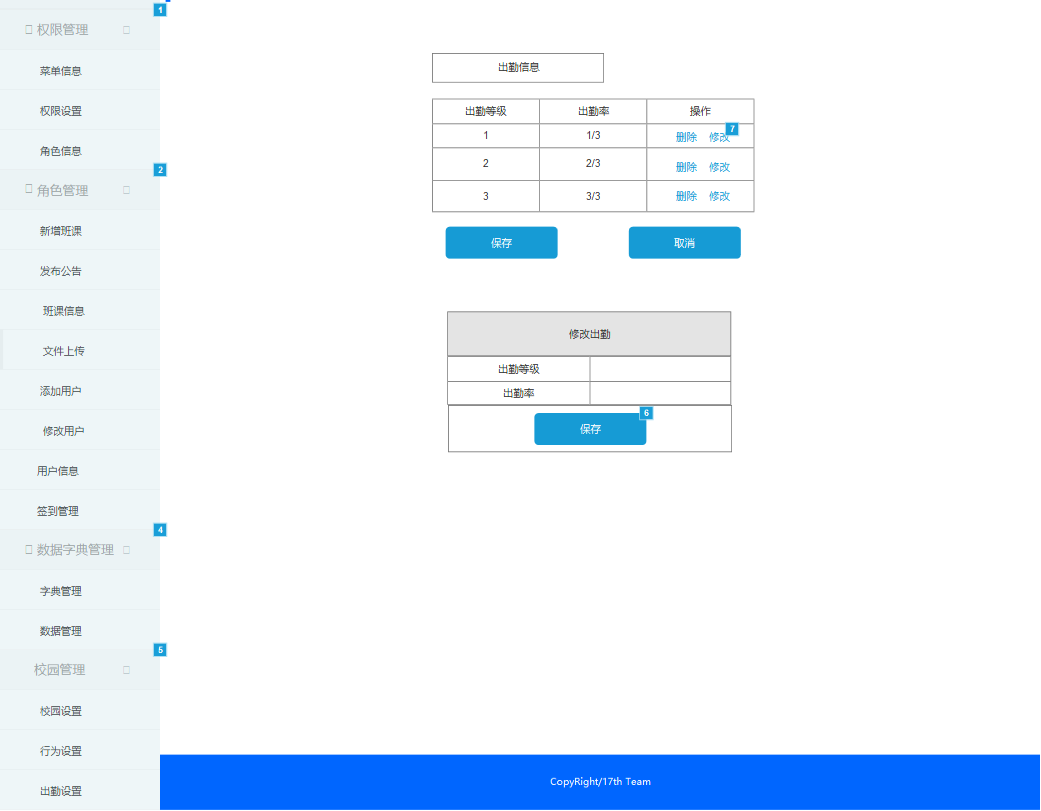 1
权限管理
菜单信息
权限设置
角色信息
2
角色管理
新增班课
发布公告
班课信息
文件上传
添加用户
修改用户
用户信息
签到管理
4
数据字典管理
字典管理
数据管理
5
校园管理
校园设置
行为设置
出勤设置
出勤信息
出勤等级 出勤率 操作
7
1 1/3 删除 修改
2 2/3 删除 修改
3 3/3 删除 修改
保存 取消
修改出勤
出勤等级
出勤率
6
保存
CopyRight/17th Team